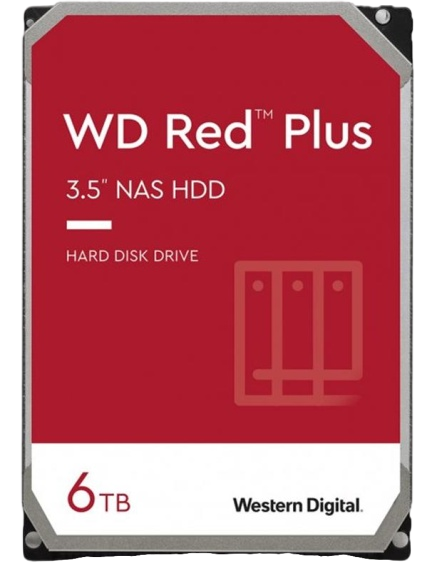 WD Red™ Plus
3.5" NAS HDD
HARD DISK DRIVE
6TB
Western Digital.